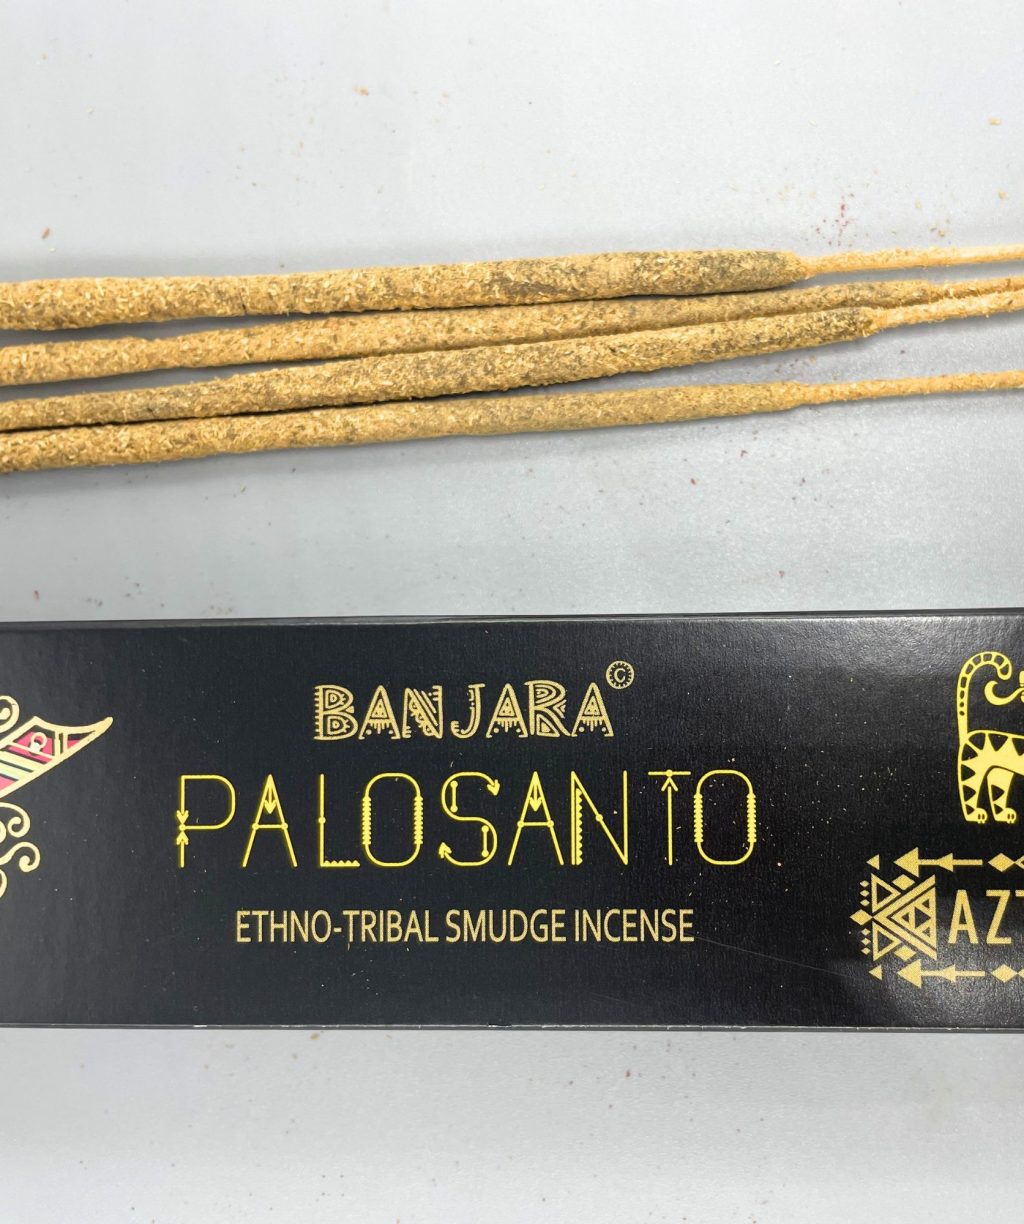 BANJARA ©
PALOSANTO
ETHNO-TRIBAL SMUDGE INCENSE